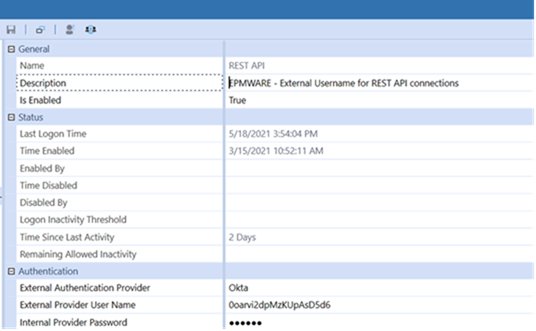 General
Name REST API
Description EPMWARE - External Username for REST API connections
Is Enabled True
Status
Last Logon Time 5/18/2021 3:54:04 PM
Time Enabled 3/15/2021 10:52:11 AM
Enabled By
Time Disabled
Disabled By
Logon Inactivity Threshold
Time Since Last Activity 2 Days
Remaining Allowed Inactivity
Authentication
External Authentication Provider Okta
External Provider User Name 0oarvi2dpMzKUpAsD5d6
Internal Provider Password ●●●●●●